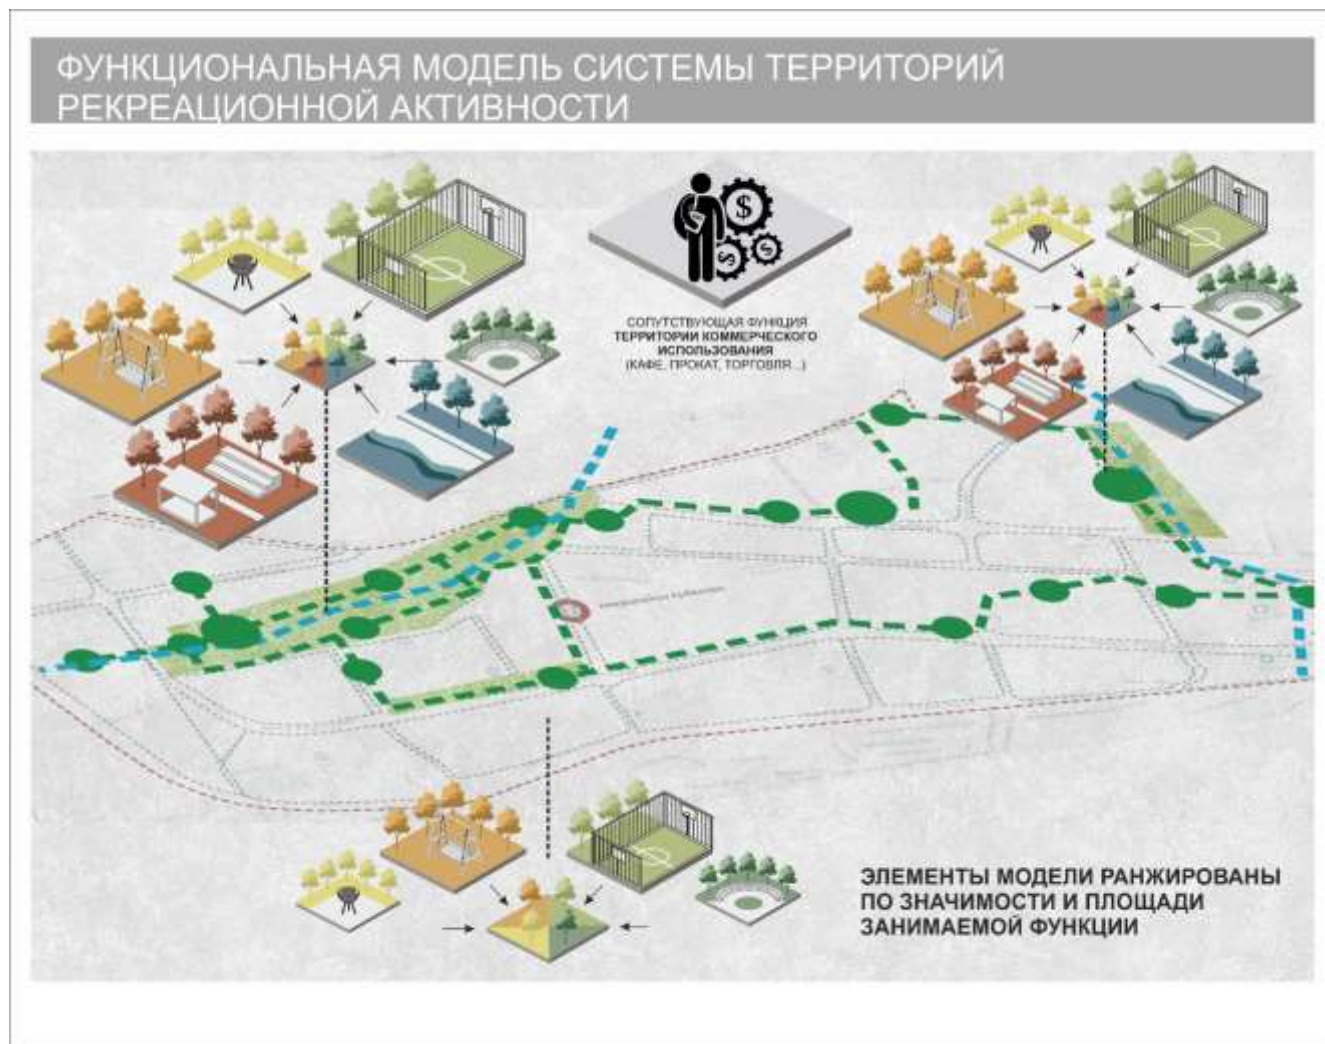 ФУНКЦИОНАЛЬНАЯ МОДЕЛЬ СИСТЕМЫ ТЕРРИТОРИЙ
РЕКРЕАЦИОННОЙ АКТИВНОСТИ
$
$
$
СОПУТСТВУЮЩАЯ ФУНКЦИЯ
ТЕРРИТОРИИ КОММЕРЧЕСКОГО
ИСПОЛЬЗОВАНИЯ
(КАФЕ, ПРОКАТ, ТОРГОВЛЯ...)
ЭЛЕМЕНТЫ МОДЕЛИ РАНЖИРОВАНЫ
ПО ЗНАЧИМОСТИ И ПЛОЩАДИ
ЗАНИМАЕМОЙ ФУНКЦИИ